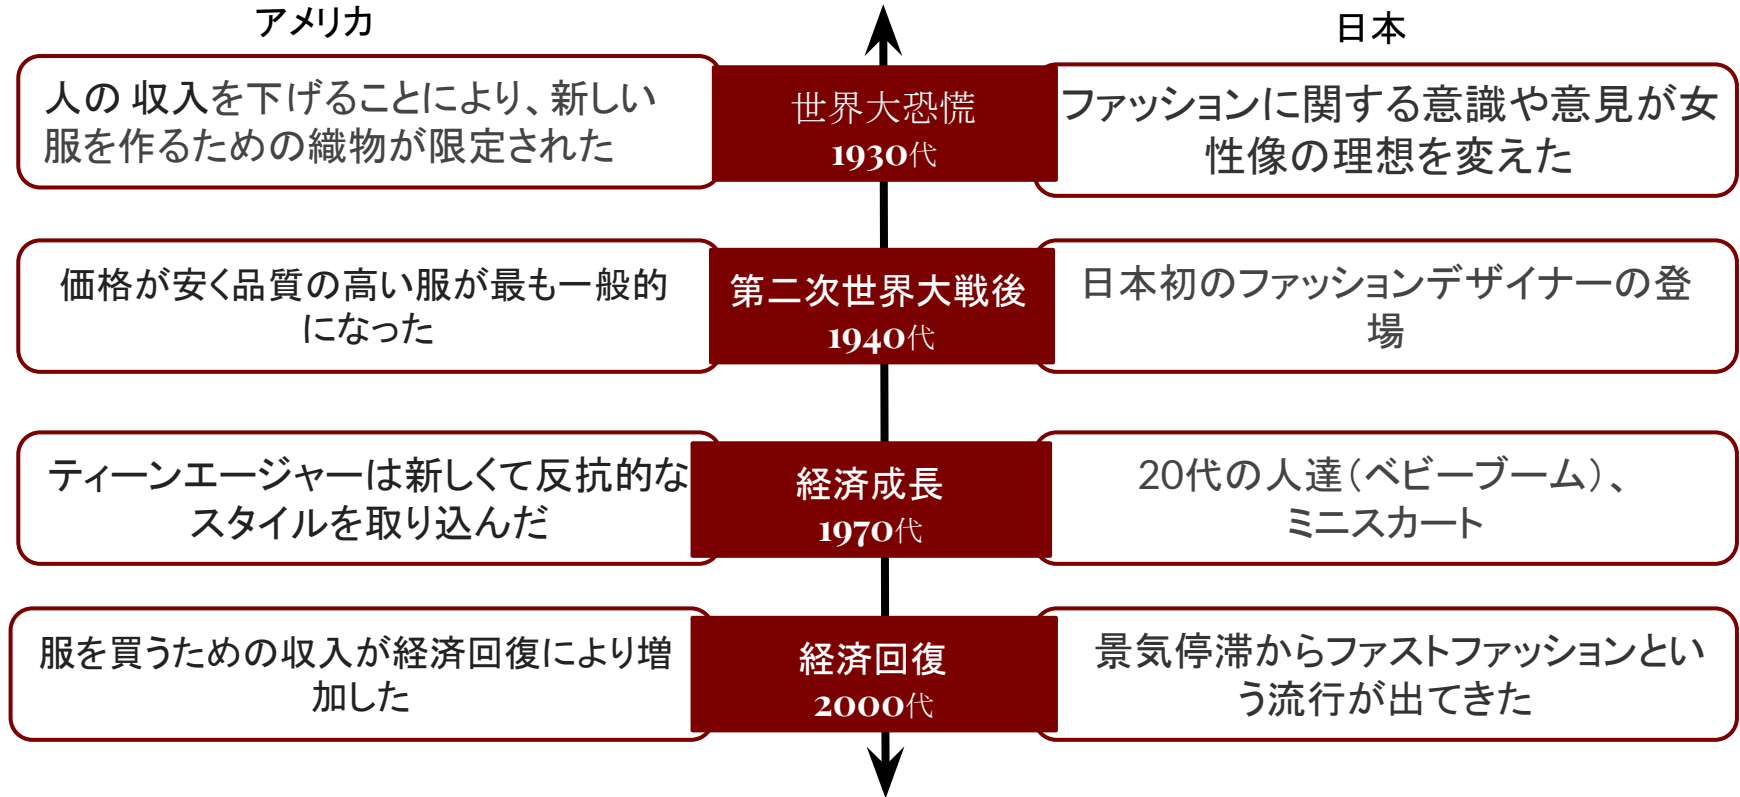 アメリカ
日本
人の 収入を下げることにより、新しい
服を作るための織物が限定された
世界大恐慌
1930代
ファッションに関する意識や意見が女
性像の理想を変えた
価格が安く品質の高い服が最も一般的
になった
第二次世界大戦後
1940代
日本初のファッションデザイナーの登
場
ティーンエージャーは新しくて反抗的な
スタイルを取り込んだ
経済成長
1970代
20代の人達（ベビーブーム）、
ミニスカート
服を買うための収入が経済回復により増
加した
経済回復
2000代
景気停滞からファストファッションとい
う流行が出てきた